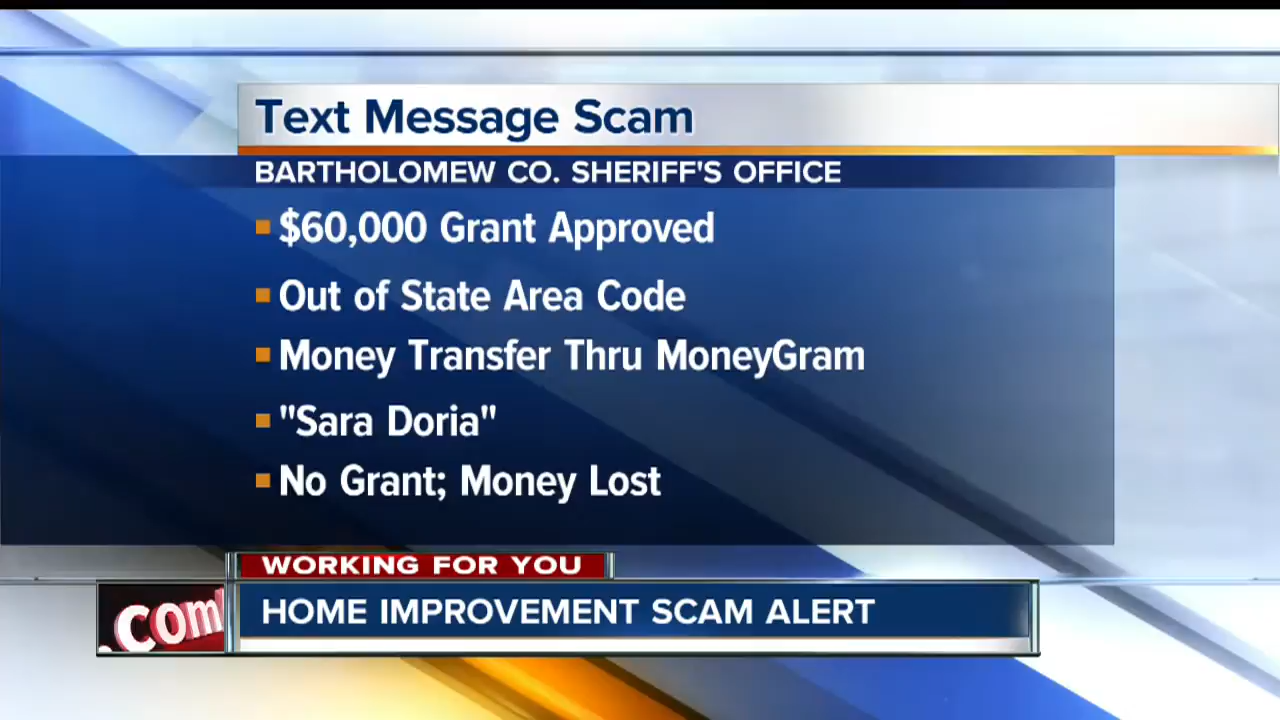 Text Message Scam
BARTHOLOMEW CO. SHERIFF'S OFFICE
$60,000 Grant Approved
Out of State Area Code
Money Transfer Thru MoneyGram
"Sara Doria"
No Grant; Money Lost
WORKING FOR YOU
.com
HOME IMPROVEMENT SCAM ALERT